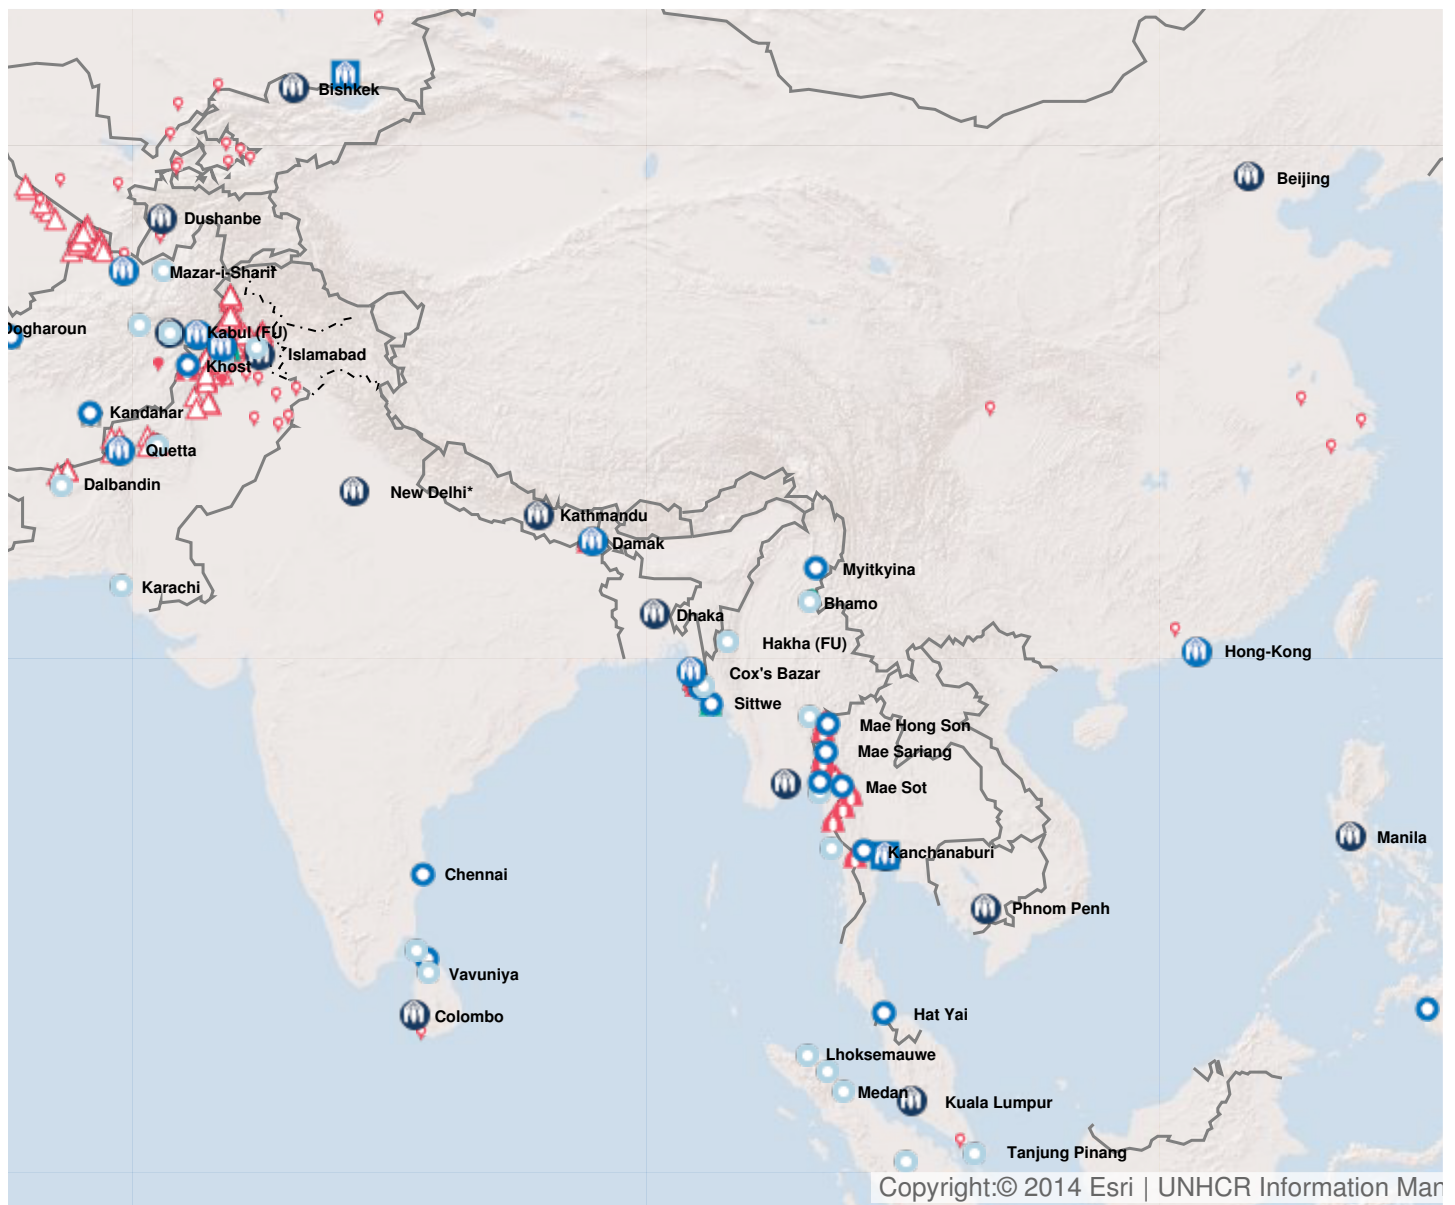 Bishkek
Beijing
Dushanbe
Mazar-i-Sharif
Dogharoun
Kabul (FU)
Islamabad
Khost
Kandahar
Quetta
Dalbandin
New Delhi*
Kathmandu
Damak
Myitkyina
Karachi
Bhamo
Dhaka
Hakha (FU)
Hong-Kong
Cox's Bazar
Sittwe
Mae Hong Son
Mae Sariang
Mae Sot
Manila
Kanchanaburi
Chennai
Phnom Penh
Vavuniya
Colombo
Hat Yai
Lhoksemauwe
Medan
Kuala Lumpur
Tanjung Pinang
Copyright:© 2014 Esri | UNHCR Information Man